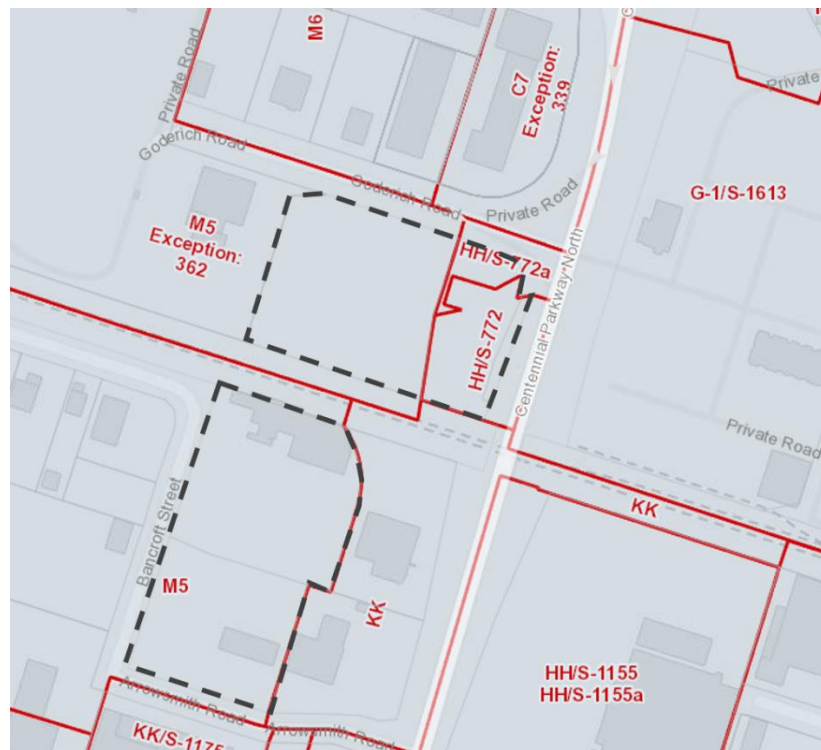 Private Road
M6
C7
Exception:
339
Private
Goderich Road
Goderich Road
Private Road
G-1/S-1613
M5
Exception:
362
HH/S-772a
HH/S-772
Centennial Parkway North
Private Road
KK
Bancroft Street
M5
KK
HH/S-1155
HH/S-1155a
Arrowsmith Road
Arrowsmith Road
KK/S-1175